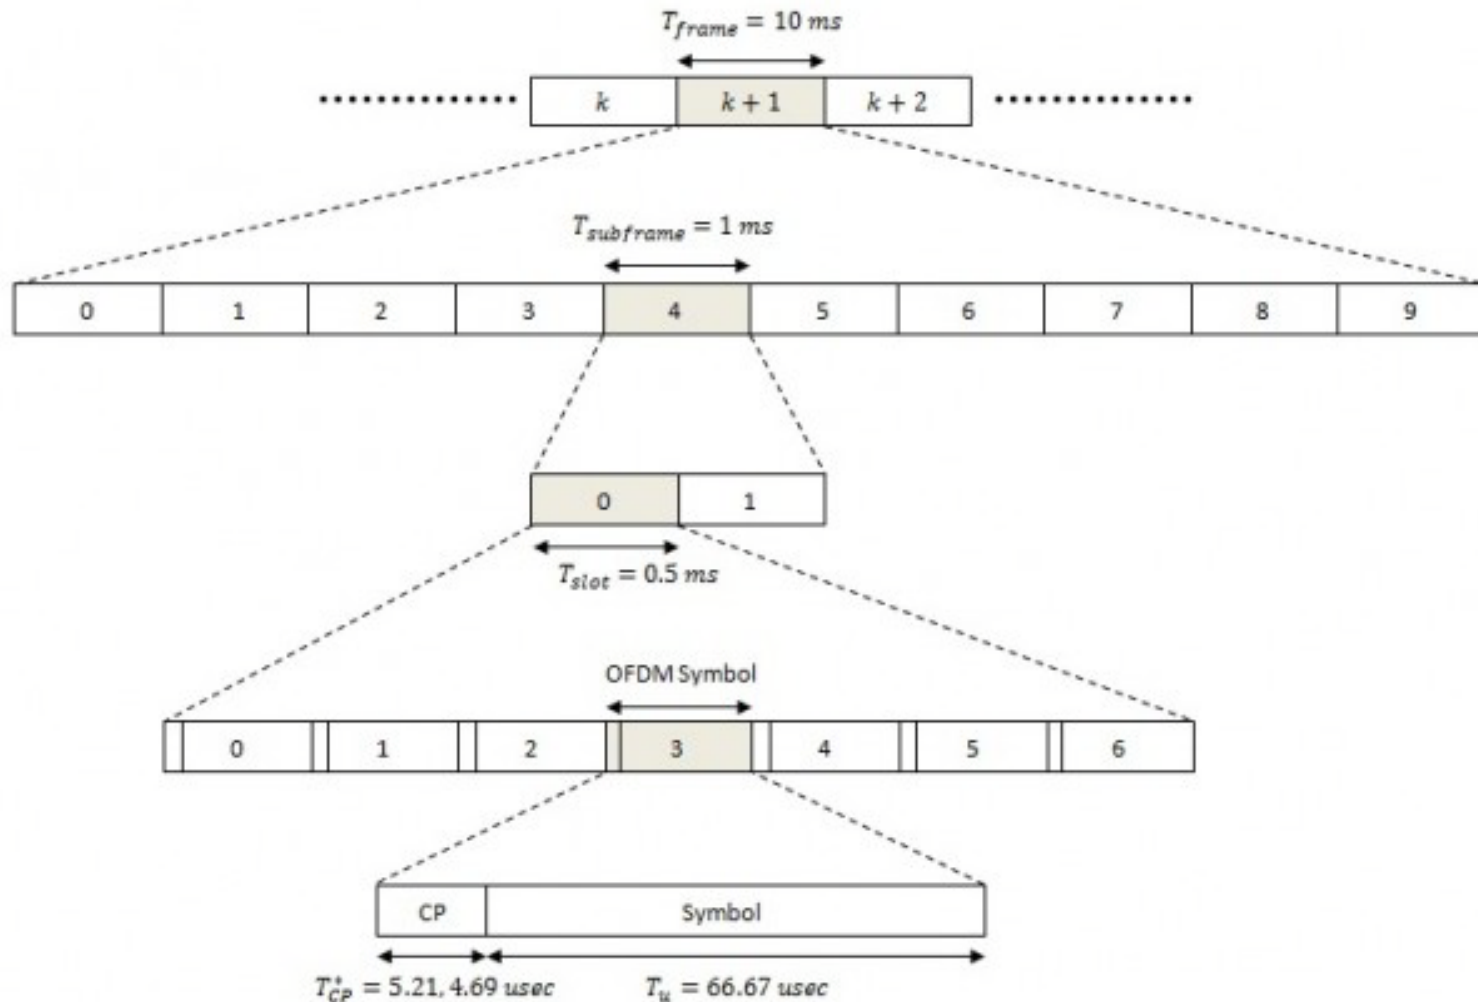 T_frame = 10 ms
k k + 1 k + 2
T_subframe = 1 ms
0 1 2 3 4 5 6 7 8 9
0 1
T_slot = 0.5 ms
OFDM Symbol
0 1 2 3 4 5 6
CP Symbol
T*_CP = 5.21, 4.69 usec T_u = 66.67 usec